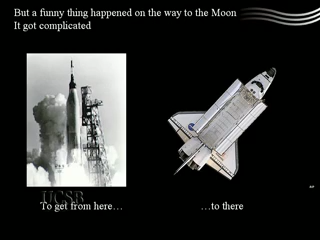 But a funny thing happened on the way to the Moon
It got complicated
UCSB
To get from here…
…to there